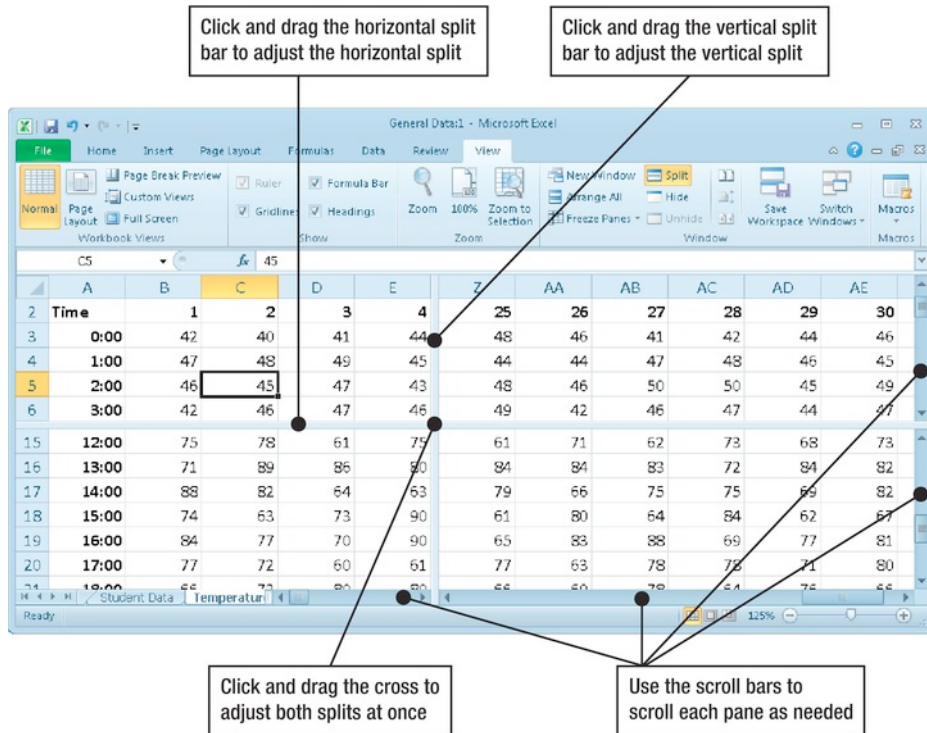 Click and drag the horizontal split
bar to adjust the horizontal split
Click and drag the vertical split
bar to adjust the vertical split
General Data:1 - Microsoft Excel
File Home Insert Page Layout Formulas Data Review View
Normal Page Layout Page Break Preview Custom Views Full Screen
Workbook Views
Ruler Formula Bar
Gridlines Headings
Show
Zoom 100% Zoom to Selection
Zoom
New Window Split
Arrange All Hide
Freeze Panes Unhide
Save Workspace Switch Windows
Window
Macros
Macros
C5 fx 45
A B C D E Z AA AB AC AD AE
2 Time 1 2 3 4 25 26 27 28 29 30
3 0:00 42 40 41 44 48 46 41 42 44 46
4 1:00 47 48 49 45 44 44 47 48 46 45
5 2:00 46 45 47 43 48 46 50 50 45 49
6 3:00 42 46 47 46 49 42 46 47 44 47
15 12:00 75 78 61 75 61 71 62 73 68 73
16 13:00 71 89 86 80 84 84 83 72 84 82
17 14:00 88 82 64 63 79 66 75 75 69 82
18 15:00 74 63 73 90 61 80 64 84 62 67
19 16:00 84 77 70 90 65 83 88 69 77 81
20 17:00 77 72 60 61 77 63 78 78 71 80
Student Data Temperatur
Ready 125%
Click and drag the cross to
adjust both splits at once
Use the scroll bars to
scroll each pane as needed